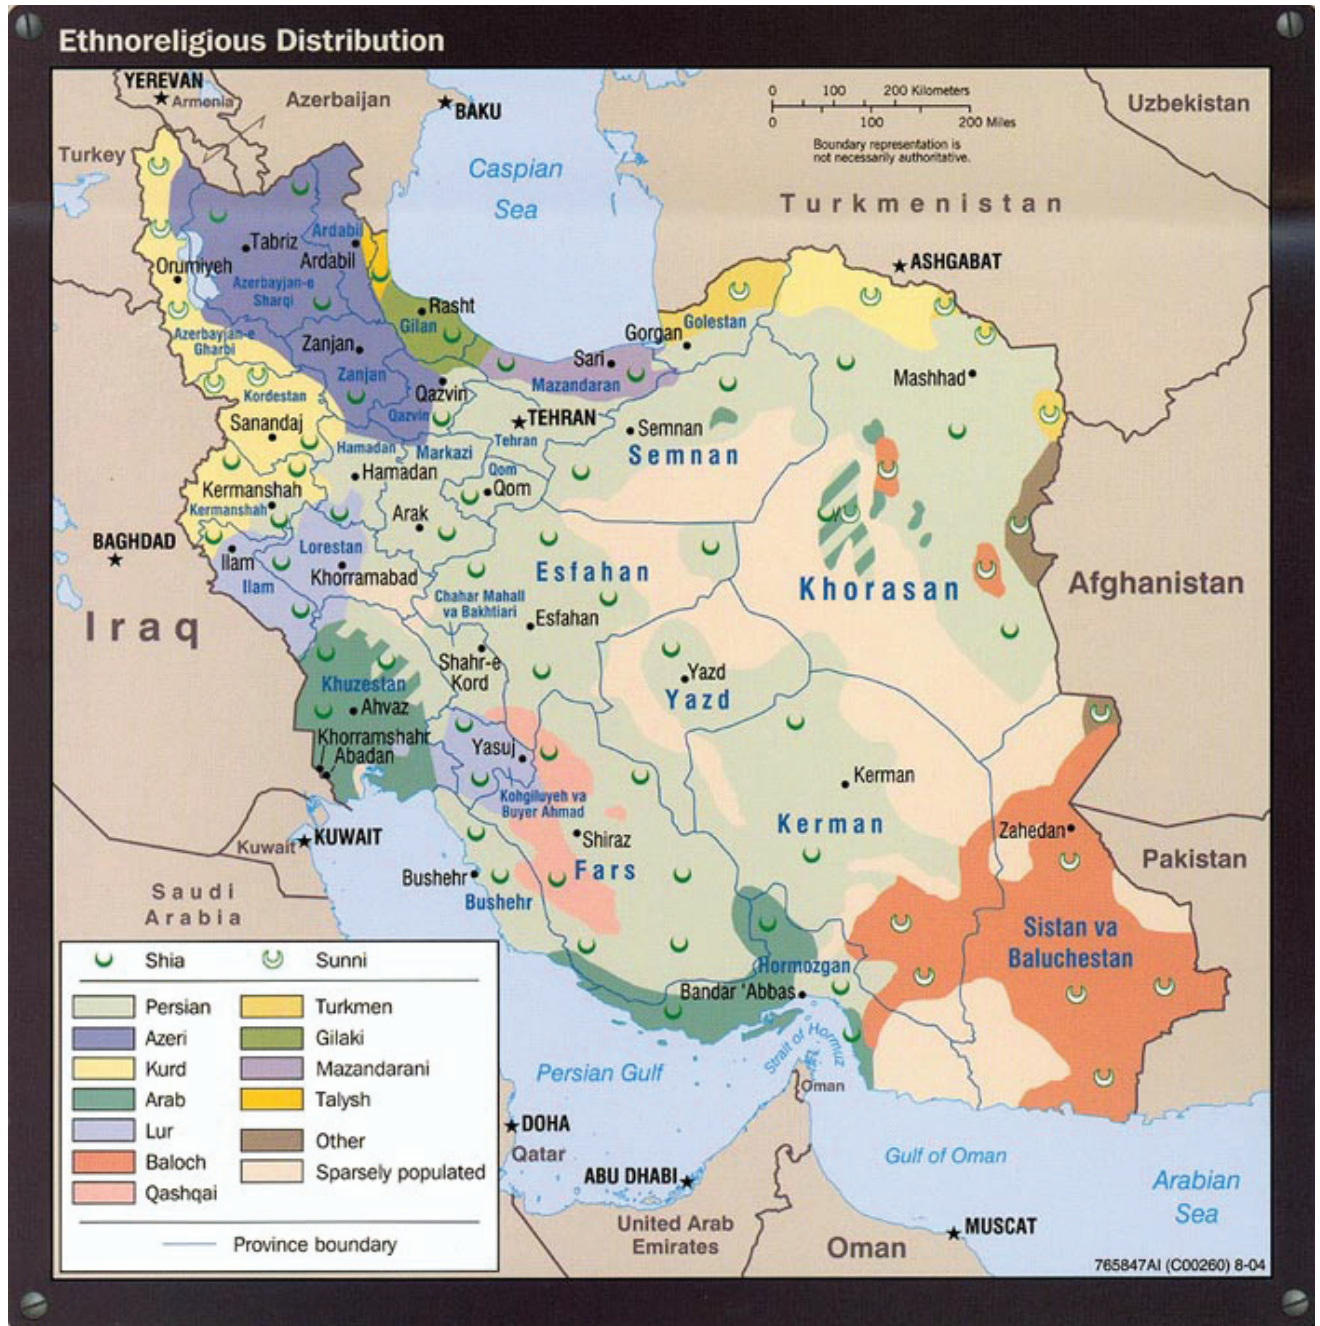 Ethnoreligious Distribution
YEREVAN
Armenia
Azerbaijan
BAKU
Turkey
Caspian
Sea
0 100 200 Kilometers
0 100 200 Miles
Boundary representation is
not necessarily authoritative.
Uzbekistan
Turkmenistan
ASHGABAT
Tabriz
Ardabil
Ardabil
Orumiyeh
Azerbayjan-e
Sharqi
Rasht
Gilan
Golestan
Gorgan
Azerbayjan-e
Gharbi
Zanjan
Zanjan
Sari
Mazandaran
Mashhad
Kordestan
Qazvin
Qazvin
TEHRAN
Tehran
Sanandaj
Semnan
Semnan
Hamadan
Markazi
Hamadan
Qom
Qom
Kermanshah
Kermanshah
Arak
BAGHDAD
Ilam
Ilam
Lorestan
Khorramabad
Esfahan
Khorasan
Afghanistan
Chahar Mahall
va Bakhtiari
Esfahan
Iraq
Shahr-e
Kord
Yazd
Yazd
Khuzestan
Ahvaz
Khorramshahr
Abadan
Yasuj
Kohgiluyeh va
Buyer Ahmad
Kerman
Kerman
Zahedan
Kuwait
KUWAIT
Shiraz
Fars
Pakistan
Saudi
Arabia
Bushehr
Bushehr
Sistan va
Baluchestan
Hormozgan
Bandar 'Abbas
Strait of Hormuz
Persian Gulf
Oman
DOHA
Qatar
ABU DHABI
United Arab
Emirates
Gulf of Oman
Arabian
Sea
MUSCAT
Oman
Shia
Sunni
Persian
Azeri
Kurd
Arab
Lur
Baloch
Qashqai
Turkmen
Gilaki
Mazandarani
Talysh
Other
Sparsely populated
Province boundary
765847AI (C00260) 8-04